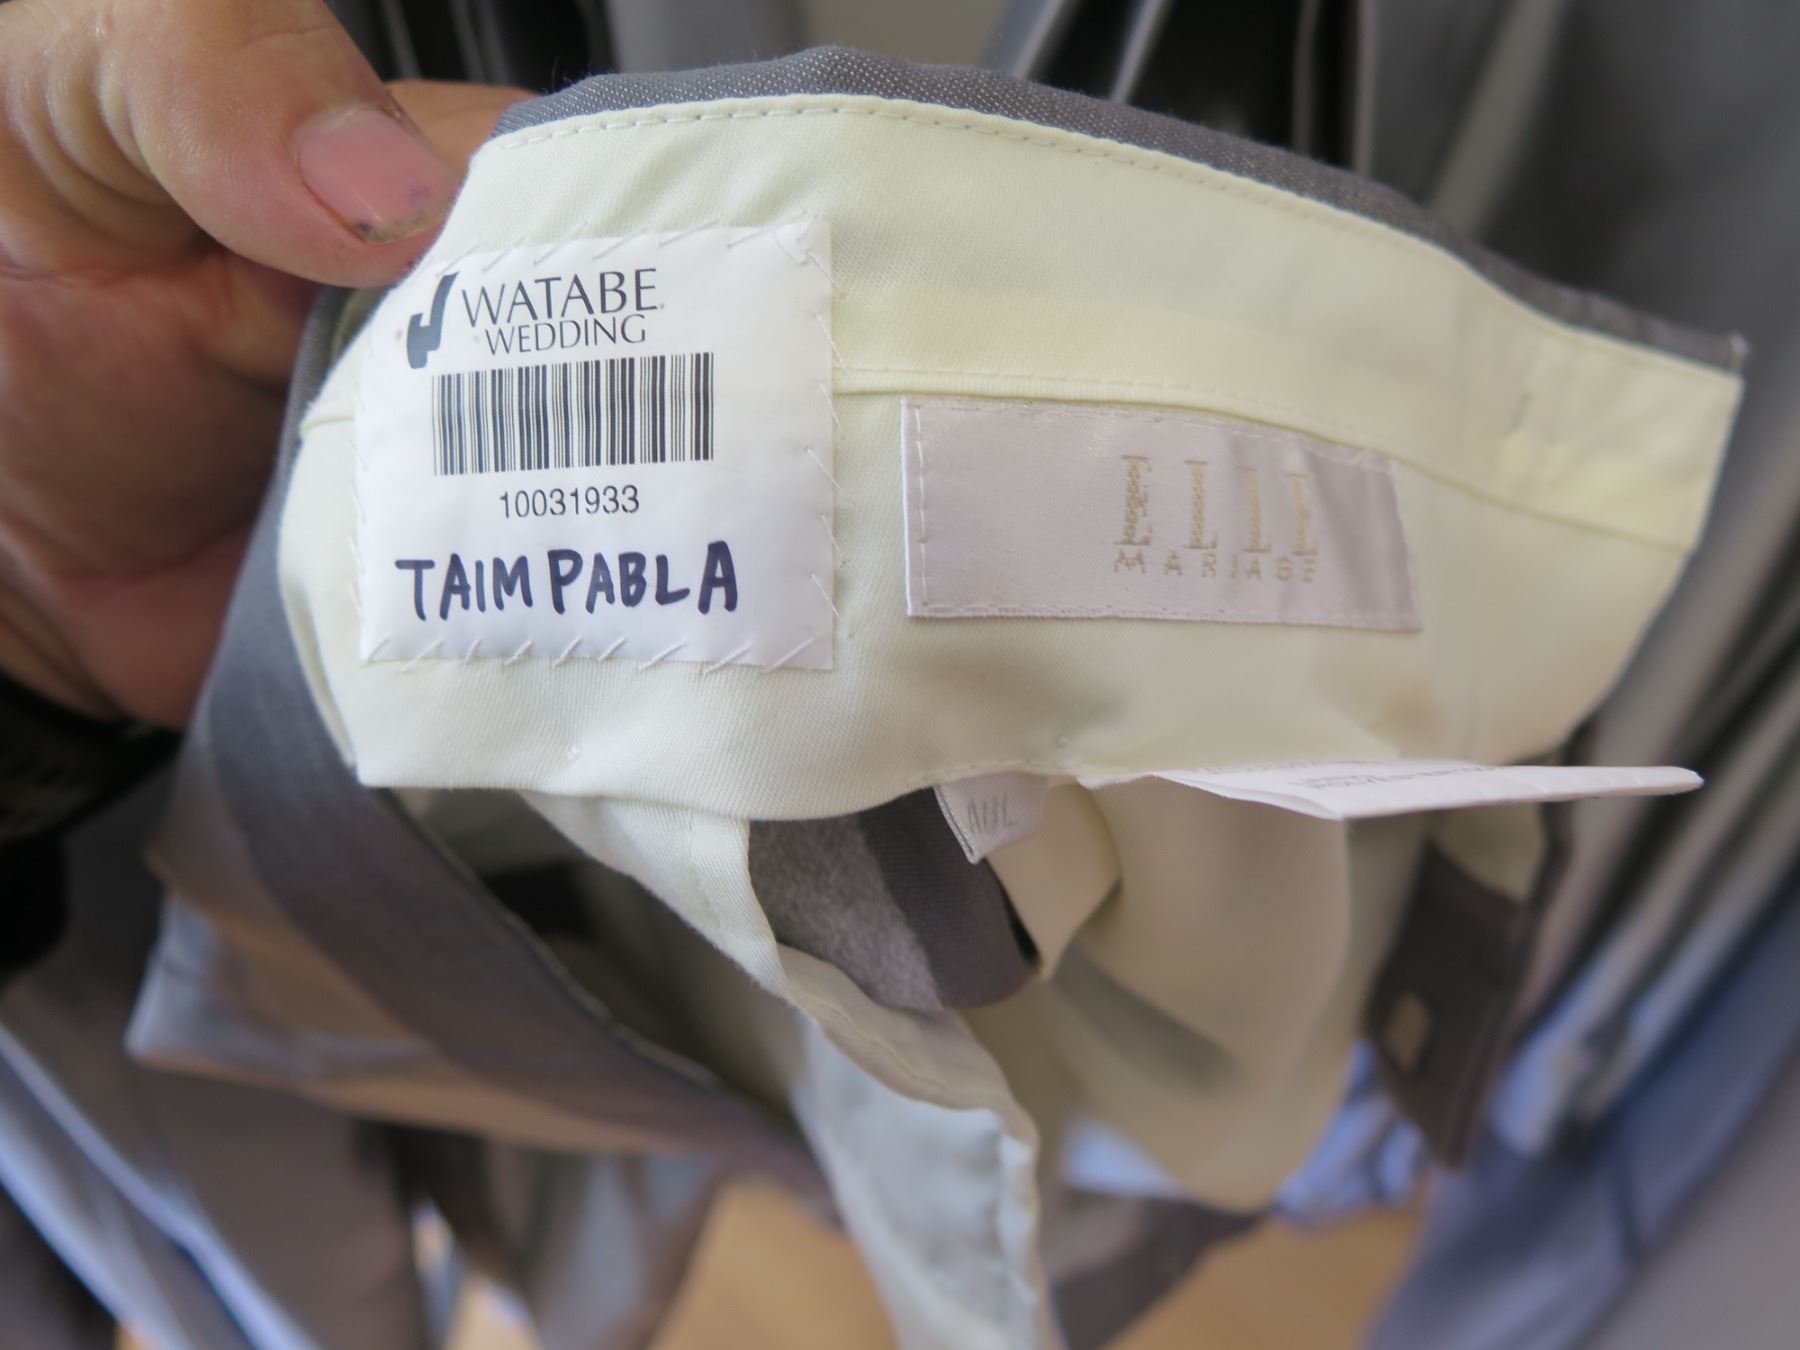 WATABE
WEDDING
10031933
TAIM PABLA
ELLE
MARIAGE